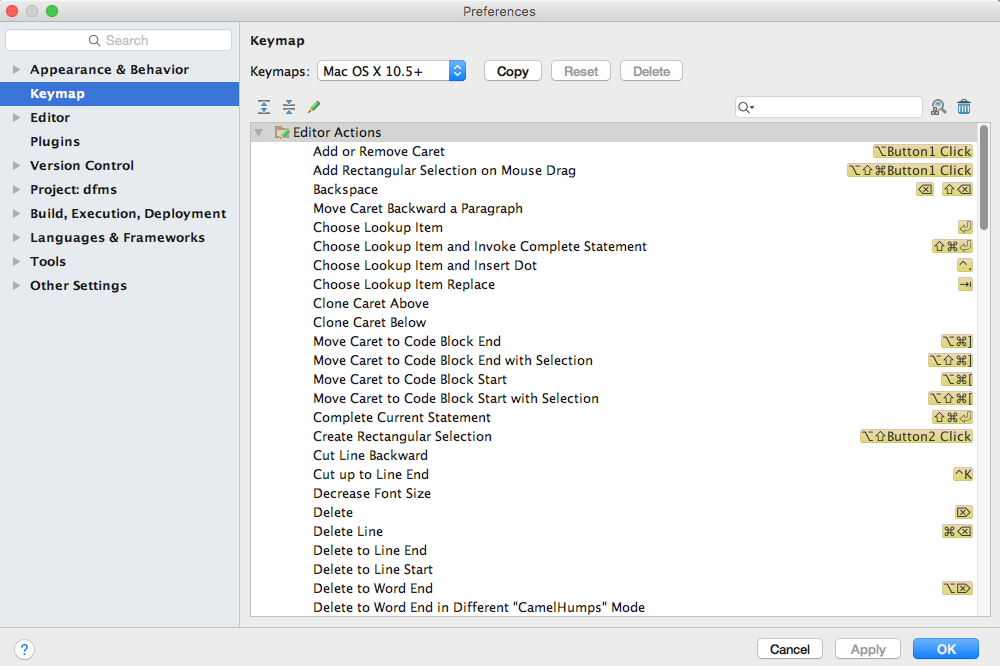 Preferences
Search
Appearance & Behavior
Keymap
Editor
Plugins
Version Control
Project: dfms
Build, Execution, Deployment
Languages & Frameworks
Tools
Other Settings
Keymap
Keymaps: Mac OS X 10.5+ Copy Reset Delete
Editor Actions
Add or Remove Caret ⌥Button1 Click
Add Rectangular Selection on Mouse Drag ⌥⇧⌘Button1 Click
Backspace ⌫ ⇧⌫
Move Caret Backward a Paragraph
Choose Lookup Item ⏎
Choose Lookup Item and Invoke Complete Statement ⇧⌘⏎
Choose Lookup Item and Insert Dot ^.
Choose Lookup Item Replace ⇥
Clone Caret Above
Clone Caret Below
Move Caret to Code Block End ⌥⌘]
Move Caret to Code Block End with Selection ⌥⇧⌘]
Move Caret to Code Block Start ⌥⌘[
Move Caret to Code Block Start with Selection ⌥⇧⌘[
Complete Current Statement ⇧⌘⏎
Create Rectangular Selection ⌥⇧Button2 Click
Cut Line Backward
Cut up to Line End ^K
Decrease Font Size
Delete ⌦
Delete Line ⌘⌫
Delete to Line End
Delete to Line Start
Delete to Word End ⌥⌦
Delete to Word End in Different "CamelHumps" Mode
? Cancel Apply OK